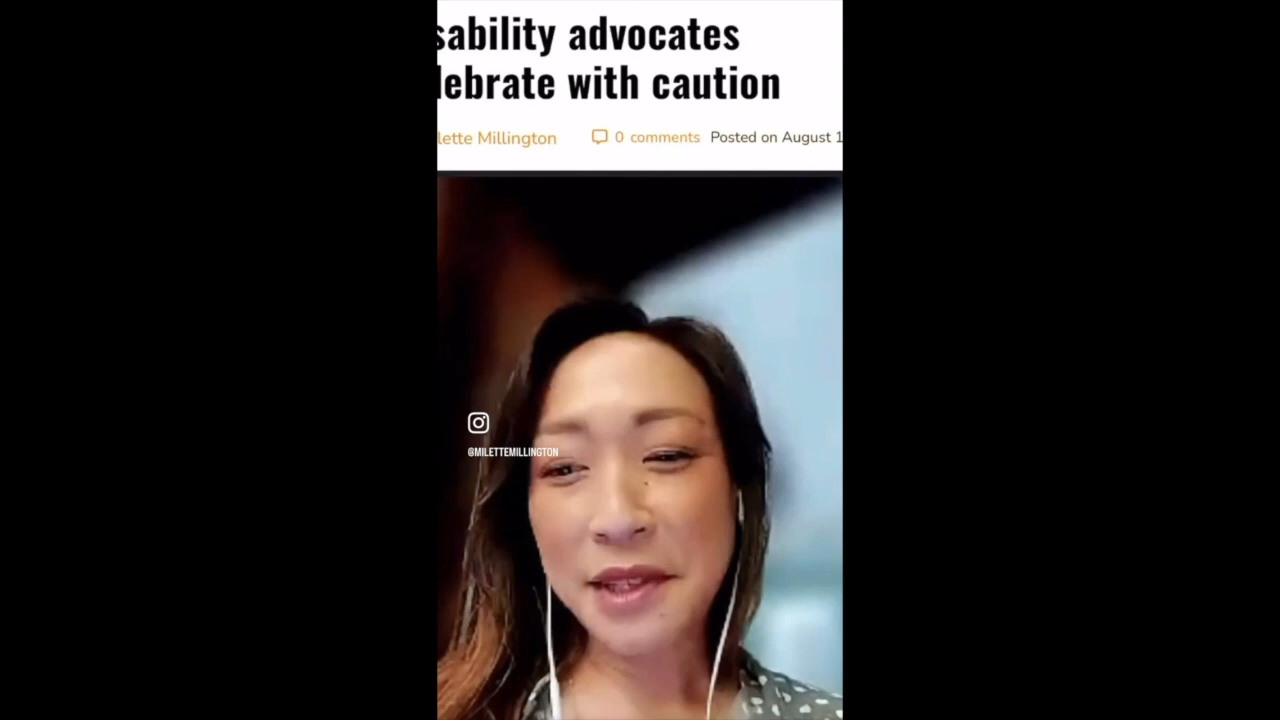 sability advocates
lebrate with caution
lette Millington 0 comments Posted on August 1
@MILETTEMILLINGTON